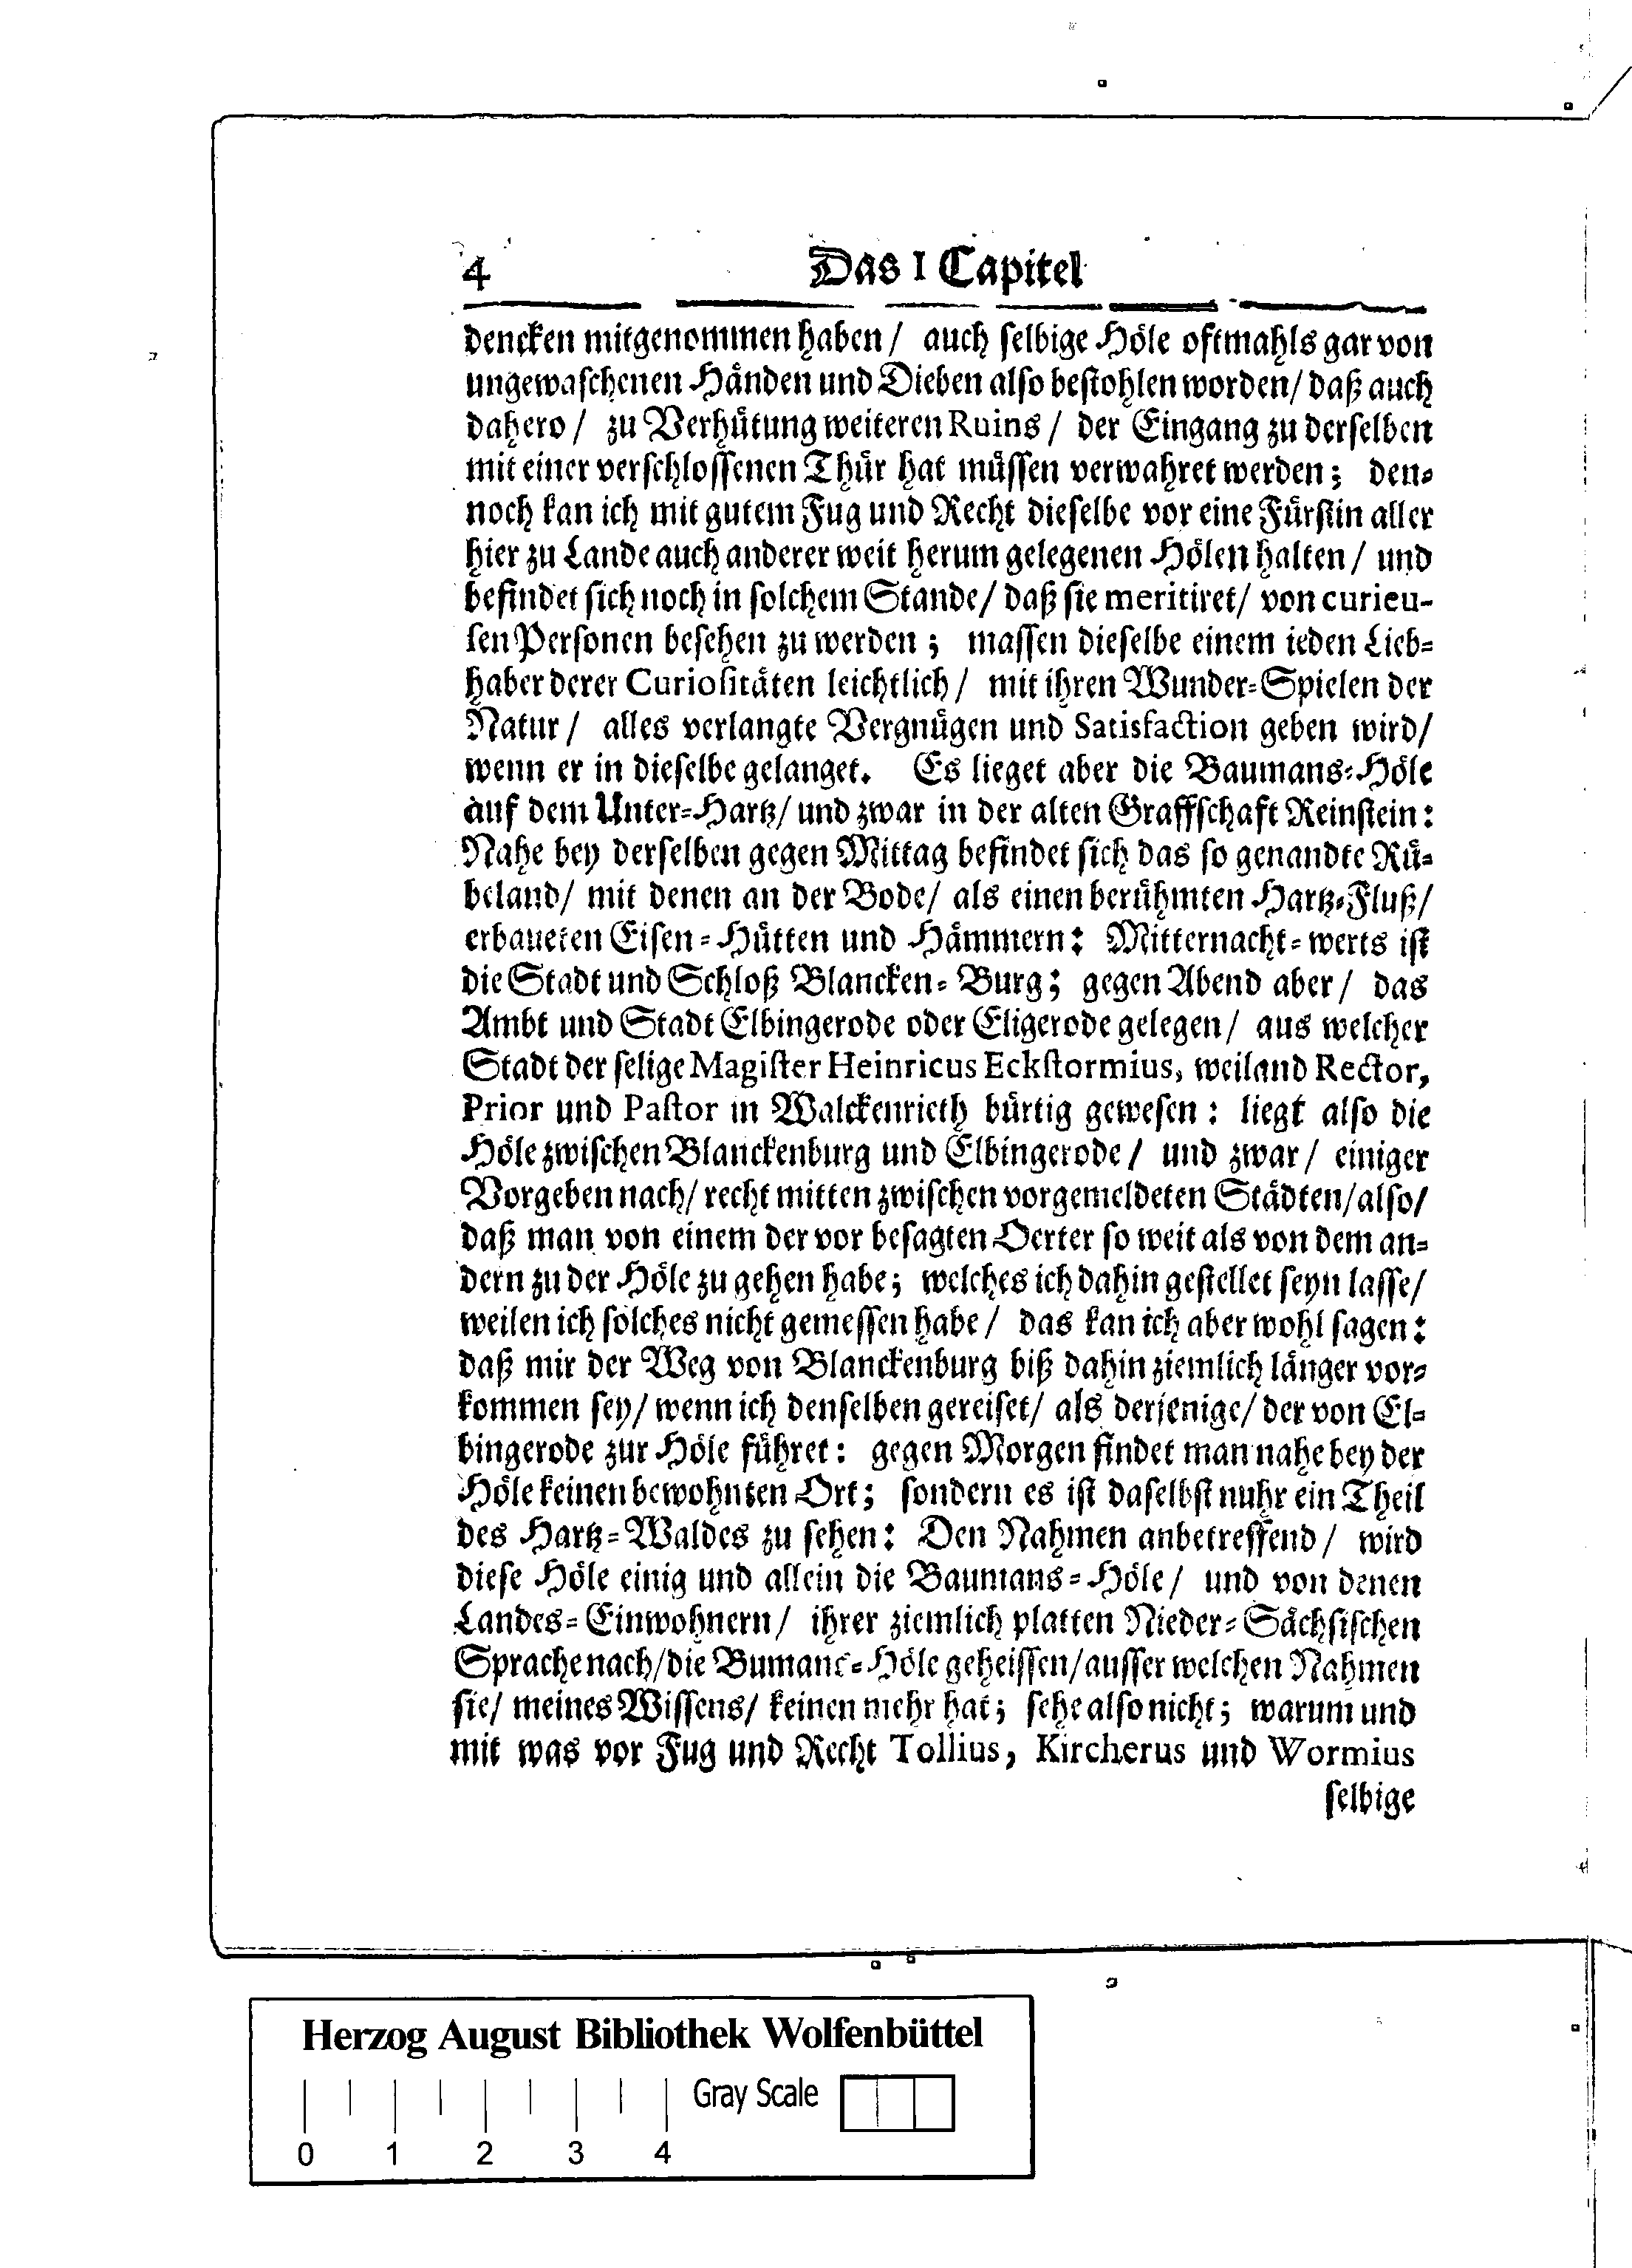 4 Das I Capitel
dencken mitgenommen haben / auch selbige Höle oftmahls gar von
ungewaschenen Händen und Dieben also bestohlen worden / daß auch
dahero / zu Verhütung weiteren Ruins / der Eingang zu derselben
mit einer verschlossenen Thür hat müssen verwahret werden; den-
noch kan ich mit gutem Fug und Recht dieselbe vor eine Fürstin aller
hier zu Lande auch anderer weit herum gelegenen Hölen halten / und
befindet sich noch in solchem Stande / daß sie meritiret / von curieu-
sen Personen besehen zu werden; massen dieselbe einem ieden Lieb-
haber derer Curiositäten leichtlich / mit ihren Wunder-Spielen der
Natur / alles verlangte Vergnügen und Satisfaction geben wird /
wenn er in dieselbe gelanget. Es lieget aber die Baumans-Höle
auf dem Unter-Hartz / und zwar in der alten Graffschaft Reinstein:
Nahe bey derselben gegen Mittag befindet sich das so genandte Rü-
beland / mit denen an der Bode / als einen berühmten Hartz-Fluß /
erbaueten Eisen-Hütten und Hämmern: Mitternacht-werts ist
die Stadt und Schloß Blancken-Burg; gegen Abend aber / das
Ambt und Stadt Elbingerode oder Eligerode gelegen / aus welcher
Stadt der selige Magister Heinricus Eckstormius, weiland Rector,
Prior und Pastor in Walckenrieth bürtig gewesen: liegt also die
Höle zwischen Blanckenburg und Elbingerode / und zwar / einiger
Vorgeben nach / recht mitten zwischen vorgemeldeten Städten / also /
daß man von einem der vor besagten Oerter so weit als von dem an-
dern zu der Höle zu gehen habe; welches ich dahin gestellet seyn lasse /
weilen ich solches nicht gemessen habe / das kan ich aber wohl sagen:
daß mir der Weg von Blanckenburg biß dahin ziemlich länger vor-
kommen sey / wenn ich denselben gereiset / als derjenige / der von El-
bingerode zur Höle führet: gegen Morgen findet man nahe bey der
Höle keinen bewohnten Ort; sondern es ist daselbst nuhr ein Theil
des Hartz-Waldes zu sehen: Den Nahmen anbetreffend / wird
diese Höle einig und allein die Baumans-Höle / und von denen
Landes-Einwohnern / ihrer ziemlich platten Nieder-Sächsischen
Sprache nach / die Bumans-Höle geheissen / ausser welchen Nahmen
sie / meines Wissens / keinen mehr hat; sehe also nicht; warum und
mit was vor Fug und Recht Tollius, Kircherus und Wormius
selbige
Herzog August Bibliothek Wolfenbüttel
Gray Scale
0 1 2 3 4